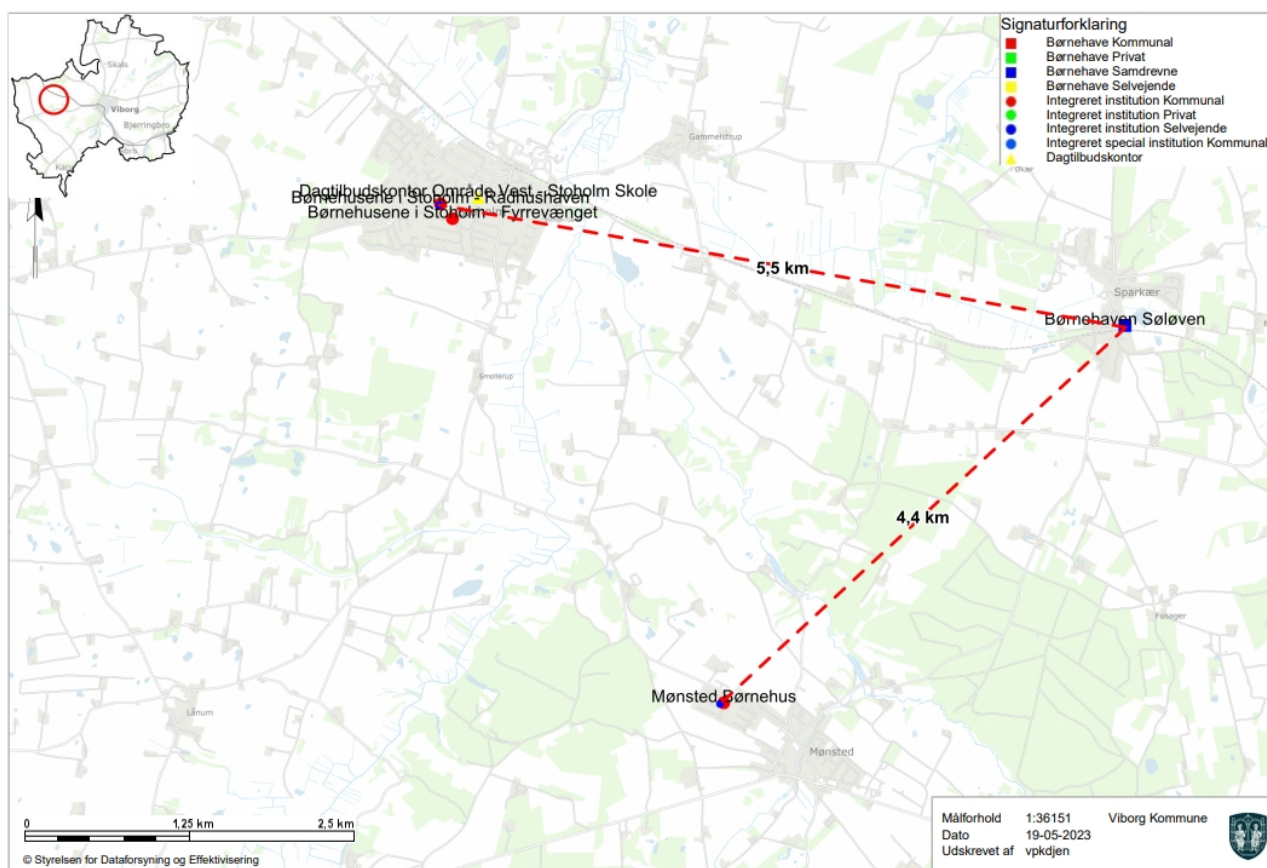 Skals
Viborg
Bjerringbro
Signaturforklaring
Børnehave Kommunal
Børnehave Privat
Børnehave Samdrevne
Børnehave Selvejende
Integreret institution Kommunal
Integreret institution Privat
Integreret institution Selvejende
Integreret special institution Kommunal
Dagtilbudskontor
Gammelstrup
Dagtilbudskontor Område Vest - Stoholm Skole
Børnehusene i Stoholm - Rådhushaven
Børnehusene i Stoholm - Fyrrevænget
5,5 km
Sparkær
Børnehaven Søløven
Smollerup
4,4 km
Fusager
Mønsted Børnehus
Lånum
Mønsted
0 1,25 km 2,5 km
© Styrelsen for Dataforsyning og Effektivisering
Målforhold 1:36151 Viborg Kommune
Dato 19-05-2023
Udskrevet af vpkdjen